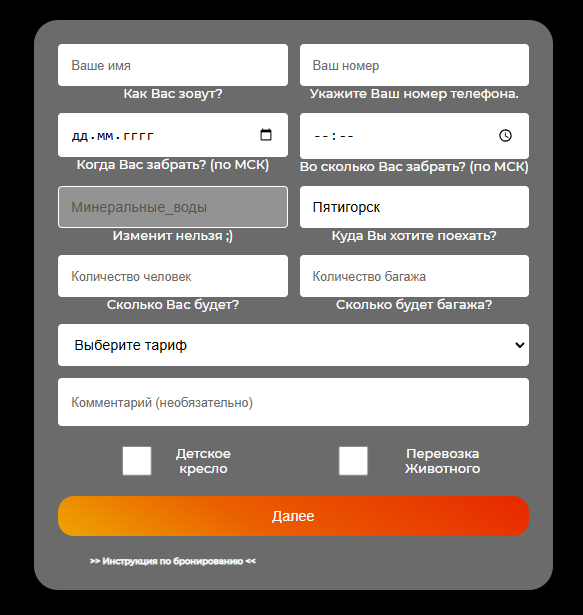 Ваше имя
Ваш номер
Как Вас зовут?
Укажите Ваш номер телефона.
дд.мм.гггг
--:--
Когда Вас забрать? (по МСК)
Во сколько Вас забрать? (по МСК)
Минеральные_воды
Пятигорск
Изменит нельзя ;)
Куда Вы хотите поехать?
Количество человек
Количество багажа
Сколько Вас будет?
Сколько будет багажа?
Выберите тариф
Комментарий (необязательно)
Детское
кресло
Перевозка
Животного
Далее
>> Инструкция по бронированию <<